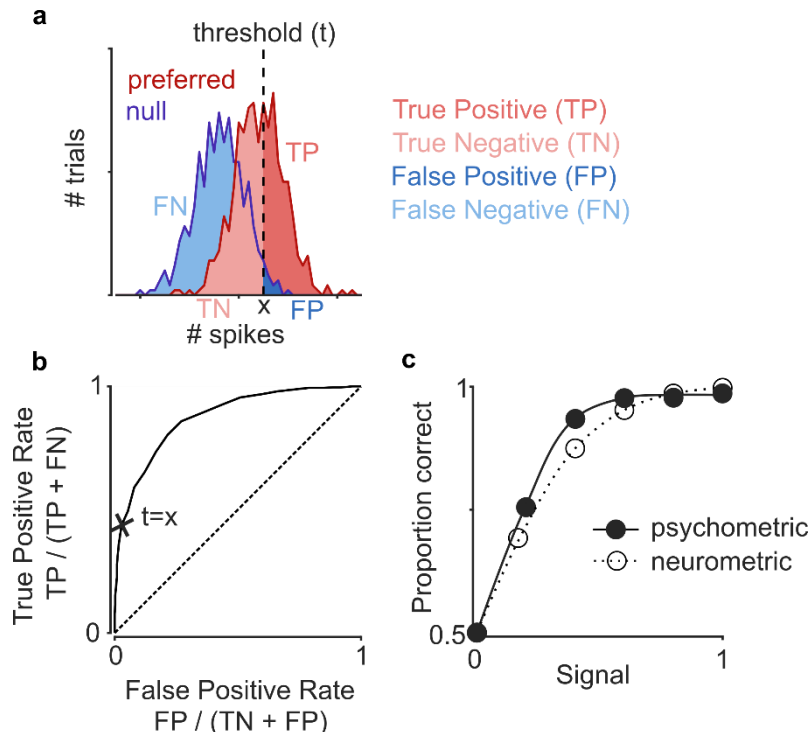 a
threshold (t)
preferred
null
# trials
FN
TP
TN
x
FP
# spikes
True Positive (TP)
True Negative (TN)
False Positive (FP)
False Negative (FN)
b
True Positive Rate
TP / (TP + FN)
1
t=x
0
0
1
False Positive Rate
FP / (TN + FP)
c
Proportion correct
1
psychometric
neurometric
0.5
0
1
Signal